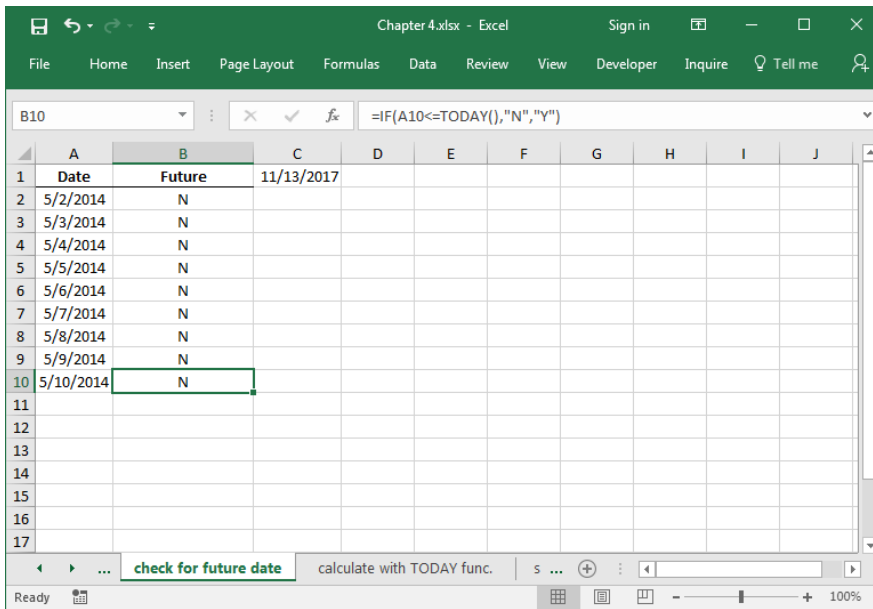 Chapter 4.xlsx - Excel Sign in
File Home Insert Page Layout Formulas Data Review View Developer Inquire Tell me
B10 fx =IF(A10<=TODAY(),"N","Y")
A B C D E F G H I J
1 Date Future 11/13/2017
2 5/2/2014 N
3 5/3/2014 N
4 5/4/2014 N
5 5/5/2014 N
6 5/6/2014 N
7 5/7/2014 N
8 5/8/2014 N
9 5/9/2014 N
10 5/10/2014 N
11
12
13
14
15
16
17
... check for future date calculate with TODAY func. s ...
Ready 100%